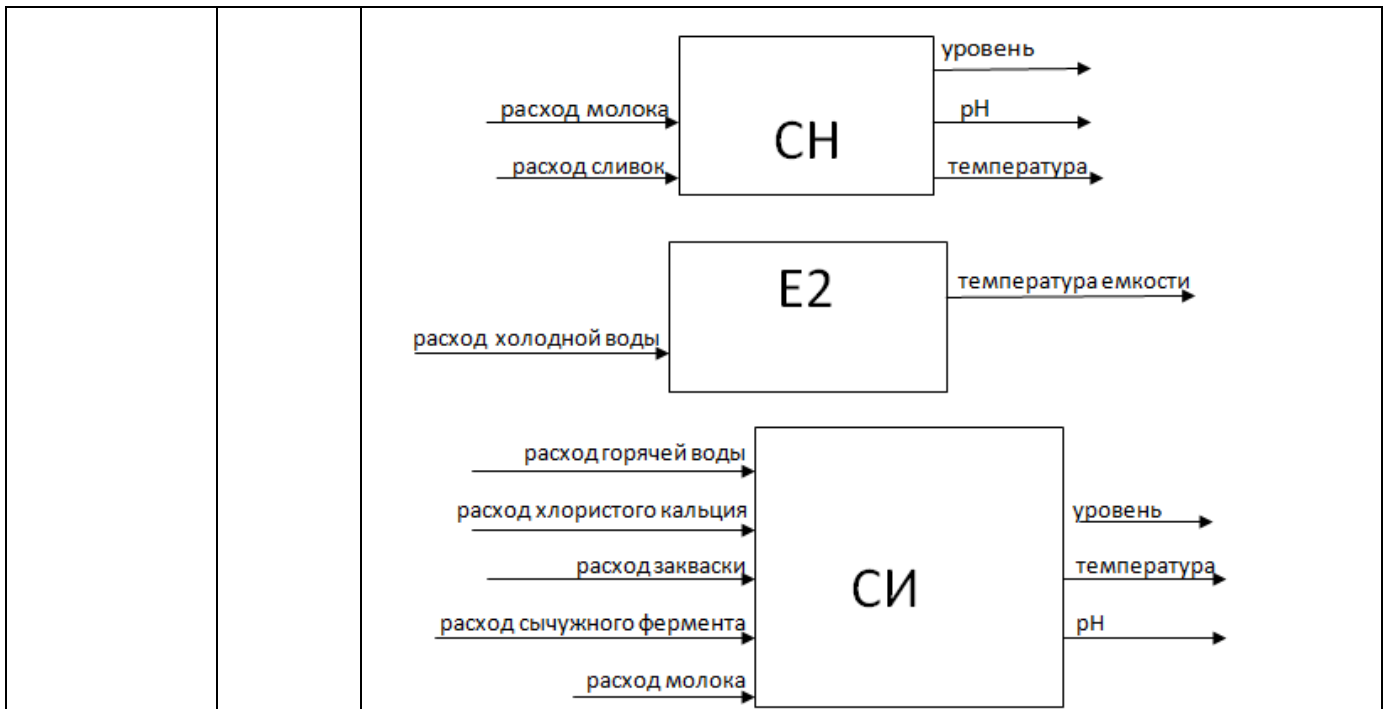 уровень
расход молока
pH
СН
расход сливок
температура
Е2
температура емкости
расход холодной воды
расход горячей воды
расход хлористого кальция
уровень
расход закваски
температура
СИ
расход сычужного фермента
pH
расход молока